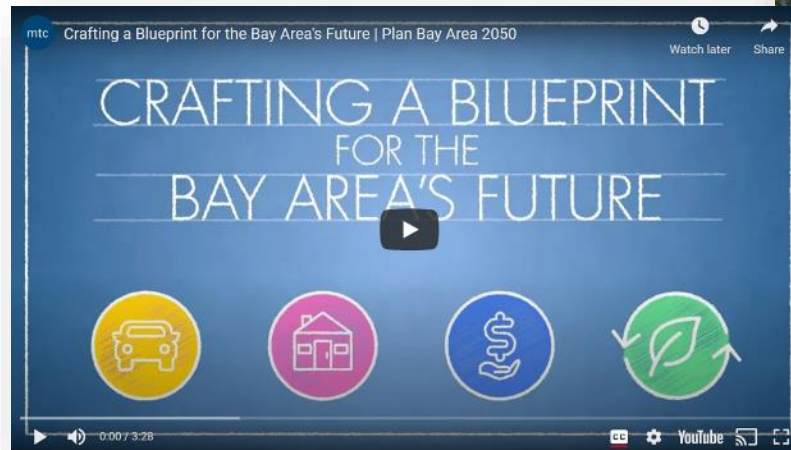 mtc
Crafting a Blueprint for the Bay Area's Future | Plan Bay Area 2050
Watch later
Share
CRAFTING A BLUEPRINT
FOR THE
BAY AREA'S FUTURE
$
0:00 / 3:28
CC
YouTube